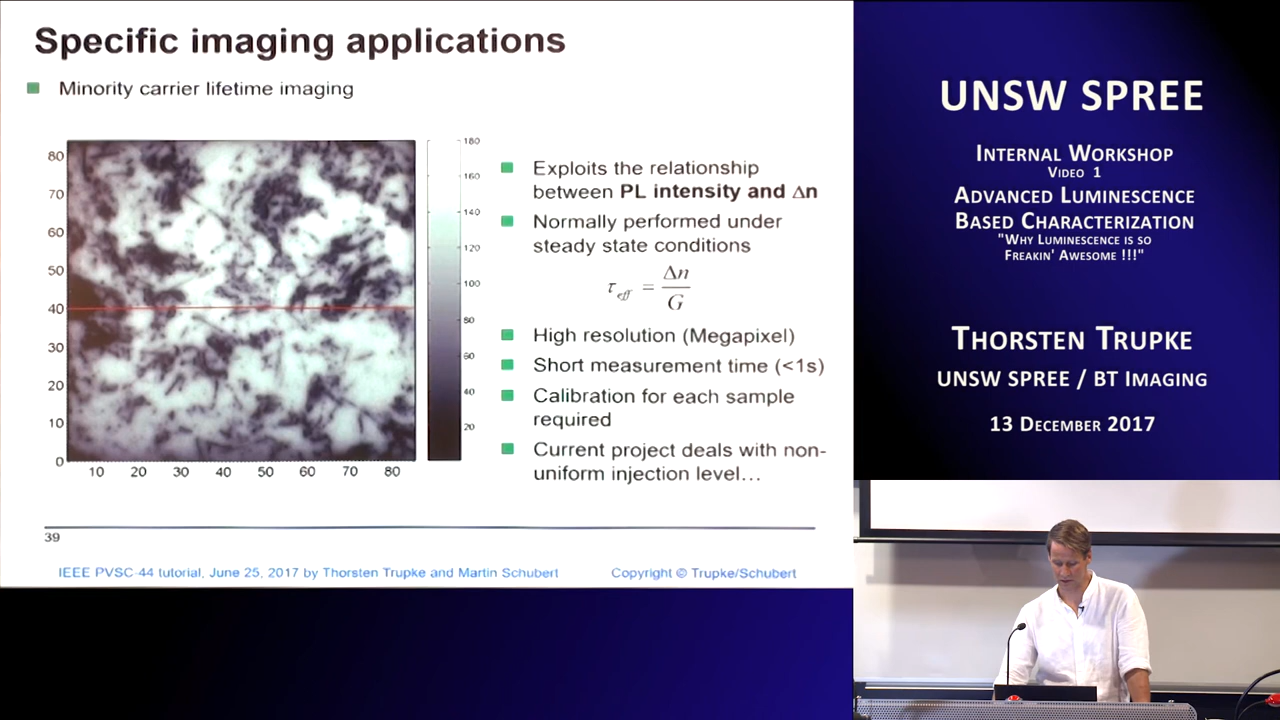 Specific imaging applications
Minority carrier lifetime imaging
80
70
60
50
40
30
20
10
0
10 20 30 40 50 60 70 80
180
160
140
120
100
80
60
40
20
Exploits the relationship
between PL intensity and Δn
Normally performed under
steady state conditions
τeff = Δn / G
High resolution (Megapixel)
Short measurement time (<1s)
Calibration for each sample
required
Current project deals with non-
uniform injection level…
39
IEEE PVSC-44 tutorial, June 25, 2017 by Thorsten Trupke and Martin Schubert Copyright © Trupke/Schubert
UNSW SPREE
Internal Workshop
Video 1
Advanced Luminescence
Based Characterization
"Why Luminescence is so
Freakin' Awesome !!!"
Thorsten Trupke
UNSW SPREE / BT Imaging
13 December 2017